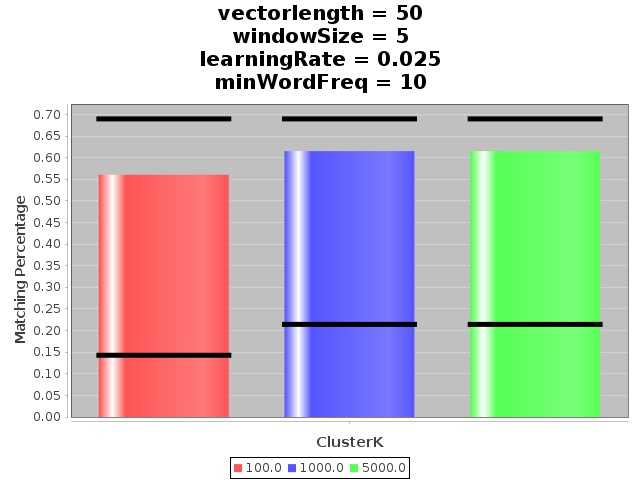 vectorlength = 50
windowSize = 5
learningRate = 0.025
minWordFreq = 10
Matching Percentage
0.70
0.65
0.60
0.55
0.50
0.45
0.40
0.35
0.30
0.25
0.20
0.15
0.10
0.05
0.00
ClusterK
100.0 1000.0 5000.0